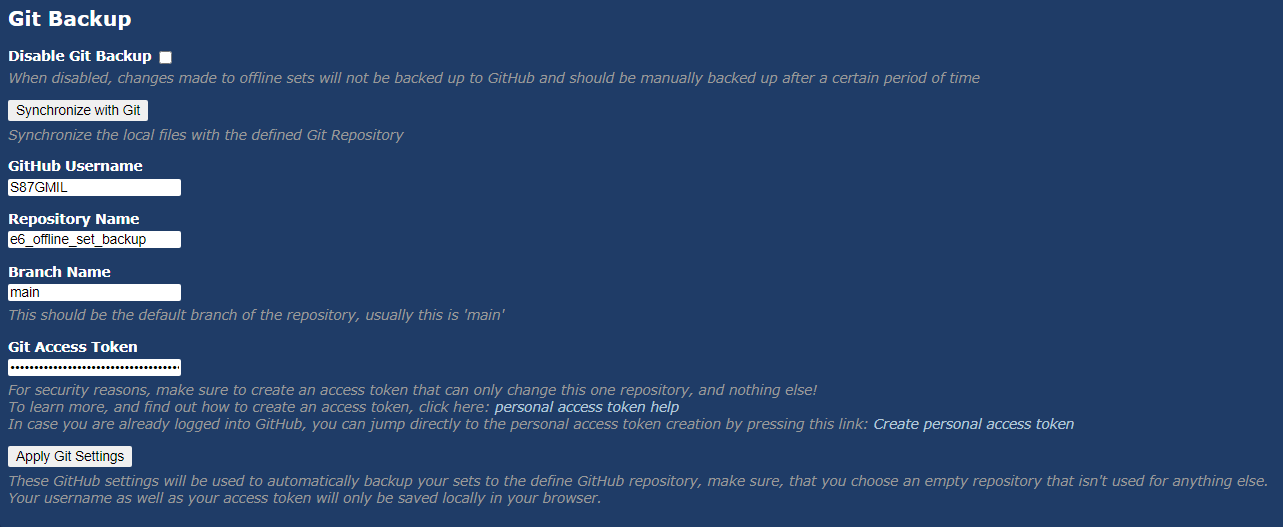 Git Backup
Disable Git Backup
When disabled, changes made to offline sets will not be backed up to GitHub and should be manually backed up after a certain period of time
Synchronize with Git
Synchronize the local files with the defined Git Repository
GitHub Username
S87GMIL
Repository Name
e6_offline_set_backup
Branch Name
main
This should be the default branch of the repository, usually this is 'main'
Git Access Token
••••••••••••••••••••••••••••••••••••
For security reasons, make sure to create an access token that can only change this one repository, and nothing else!
To learn more, and find out how to create an access token, click here: personal access token help
In case you are already logged into GitHub, you can jump directly to the personal access token creation by pressing this link: Create personal access token
Apply Git Settings
These GitHub settings will be used to automatically backup your sets to the define GitHub repository, make sure, that you choose an empty repository that isn't used for anything else.
Your username as well as your access token will only be saved locally in your browser.